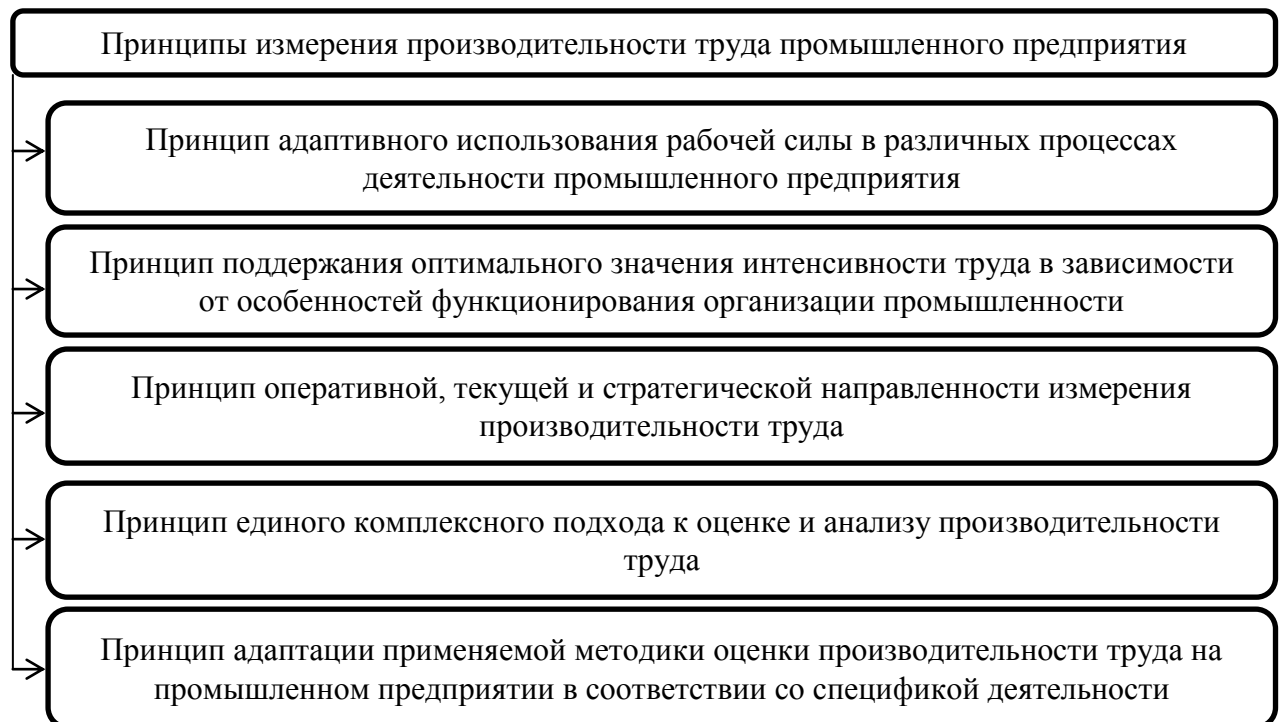 Принципы измерения производительности труда промышленного предприятия
Принцип адаптивного использования рабочей силы в различных процессах
деятельности промышленного предприятия
Принцип поддержания оптимального значения интенсивности труда в зависимости
от особенностей функционирования организации промышленности
Принцип оперативной, текущей и стратегической направленности измерения
производительности труда
Принцип единого комплексного подхода к оценке и анализу производительности
труда
Принцип адаптации применяемой методики оценки производительности труда на
промышленном предприятии в соответствии со спецификой деятельности